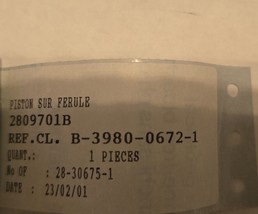 PISTON SUR FERULE
2809701B
REF.CL. B-3980-0672-1
QUANT.: 1 PIECES
No OF : 28-30675-1
DATE : 23/02/01